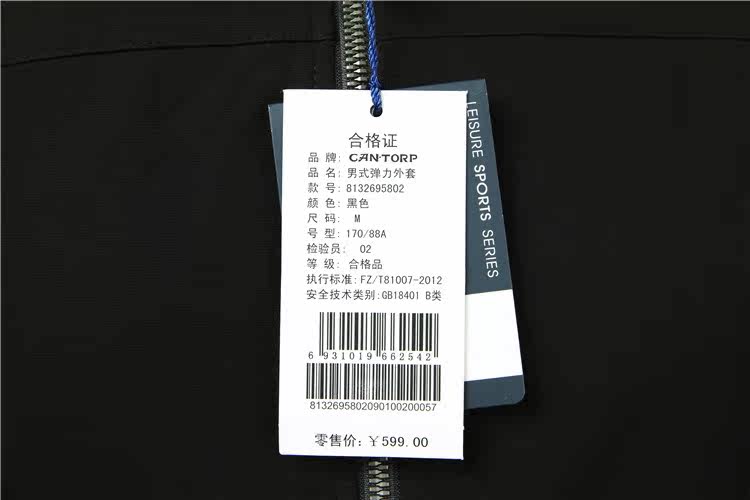 合格证
品 牌: CANTORP
品 名: 男式弹力外套
款 号: 8132695802
颜 色: 黑色
尺 码: M
号 型: 170/88A
检验员: 02
等 级: 合格品
执行标准: FZ/T81007-2012
安全技术类别:GB18401 B类
6 931019 662542
8132695802090100200057
零售价: ￥599.00
LEISURE SPORTS SERIES